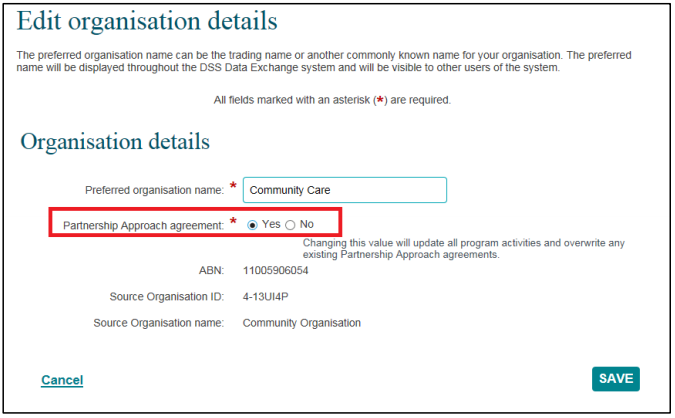 Edit organisation details
The preferred organisation name can be the trading name or another commonly known name for your organisation. The preferred
name will be displayed throughout the DSS Data Exchange system and will be visible to other users of the system.
All fields marked with an asterisk (*) are required.
Organisation details
Preferred organisation name: * Community Care
Partnership Approach agreement: * Yes No
Changing this value will update all program activities and overwrite any
existing Partnership Approach agreements.
ABN: 11005906054
Source Organisation ID: 4-13UI4P
Source Organisation name: Community Organisation
Cancel SAVE